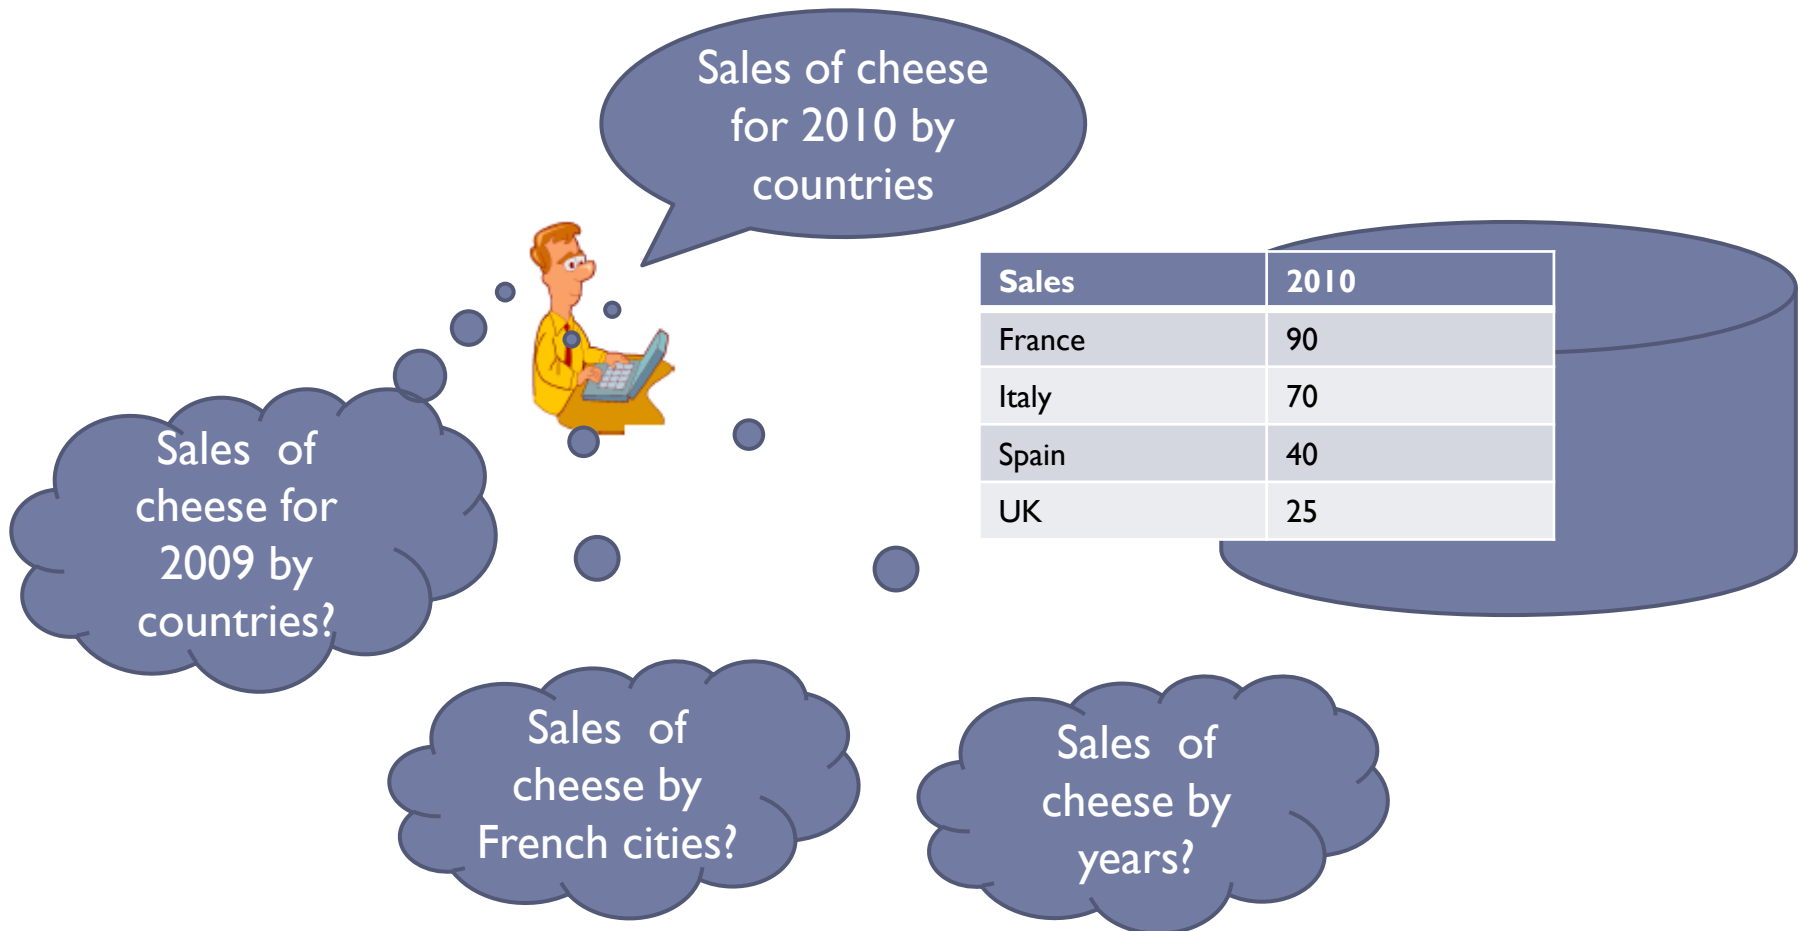 Sales of cheese
for 2010 by
countries
Sales 2010
France 90
Italy 70
Spain 40
UK 25
Sales of
cheese for
2009 by
countries?
Sales of
cheese by
French cities?
Sales of
cheese by
years?